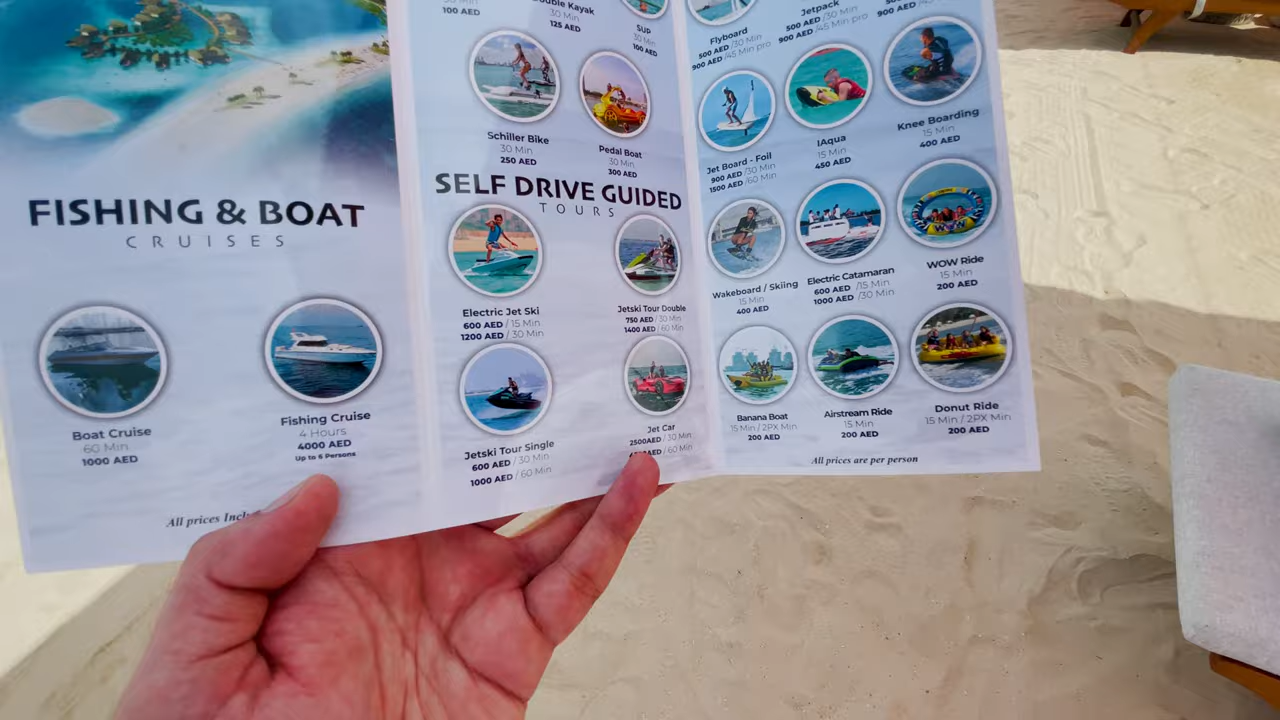 FISHING & BOAT
CRUISES
Boat Cruise
60 Min
1000 AED
Fishing Cruise
4 Hours
4000 AED
Up to 6 Persons
All prices
30 Min
100 AED
Double Kayak
30 Min
125 AED
SUP
30 Min
100 AED
Schiller Bike
30 Min
250 AED
Pedal Boat
30 Min
300 AED
SELF DRIVE GUIDED
TOURS
Electric Jet Ski
600 AED / 15 Min
1200 AED / 30 Min
Jetski Tour Double
750 AED / 30 Min
1400 AED / 60 Min
Jetski Tour Single
600 AED / 30 Min
1000 AED / 60 Min
Jet Car
2500AED / 30 Min
AED / 60 Min
Flyboard
500 AED /30 Min
900 AED /45 Min pro
Jetpack
500 AED /30 Min
900 AED /45 Min pro
900 AED /45 Min
Jet Board - Foil
900 AED /30 Min
1500 AED /60 Min
IAqua
15 Min
450 AED
Knee Boarding
15 Min
400 AED
Wakeboard / Skiing
15 Min
400 AED
Electric Catamaran
600 AED /15 Min
1000 AED /30 Min
WOW Ride
15 Min
200 AED
Banana Boat
15 Min / 2PX Min
200 AED
Airstream Ride
15 Min
200 AED
Donut Ride
15 Min / 2PX Min
200 AED
All prices are per person